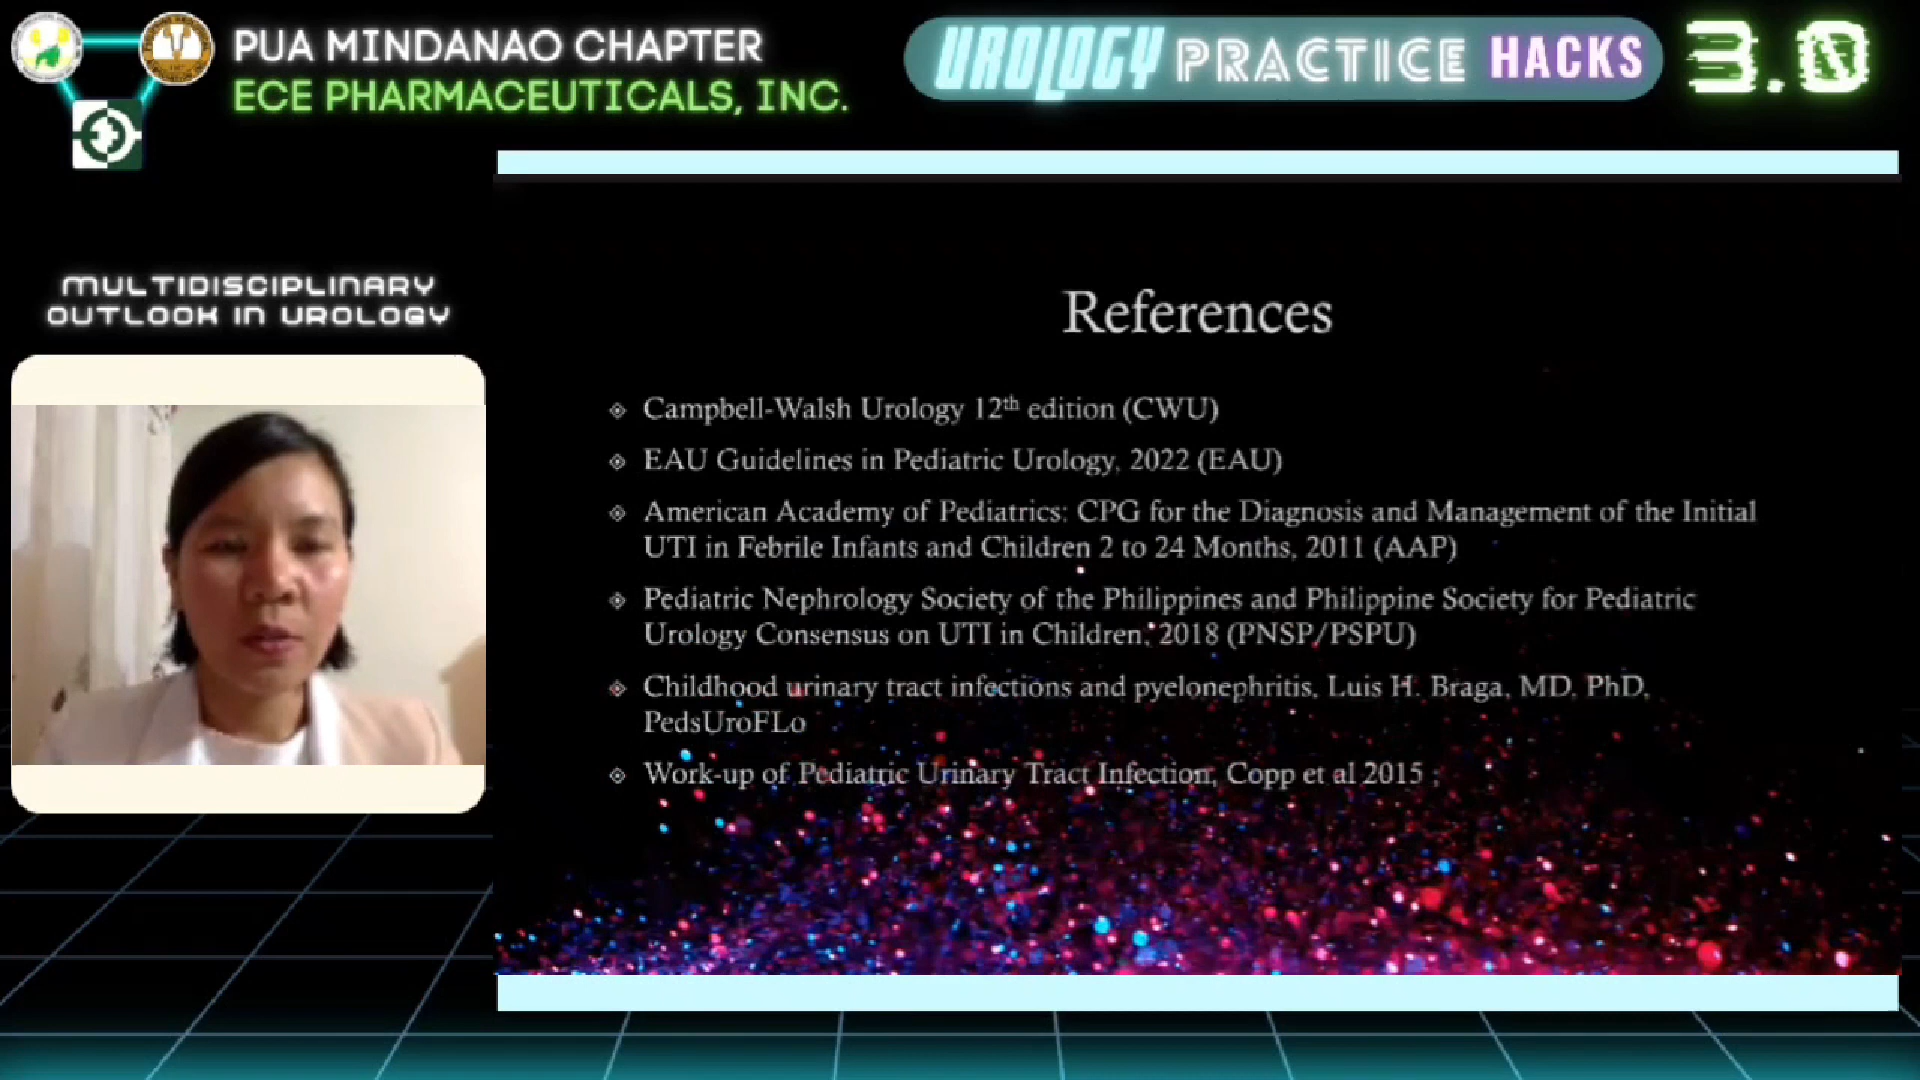 PUA MINDANAO CHAPTER
ECE PHARMACEUTICALS, INC.
UROLOGY PRACTICE HACKS 3.0
MULTIDISCIPLINARY
OUTLOOK IN UROLOGY
References
Campbell-Walsh Urology 12th edition (CWU)
EAU Guidelines in Pediatric Urology, 2022 (EAU)
American Academy of Pediatrics: CPG for the Diagnosis and Management of the Initial
UTI in Febrile Infants and Children 2 to 24 Months, 2011 (AAP)
Pediatric Nephrology Society of the Philippines and Philippine Society for Pediatric
Urology Consensus on UTI in Children, 2018 (PNSP/PSPU)
Childhood urinary tract infections and pyelonephritis, Luis H. Braga, MD, PhD,
PedsUroFLo
Work-up of Pediatric Urinary Tract Infection, Copp et al 2015 ;